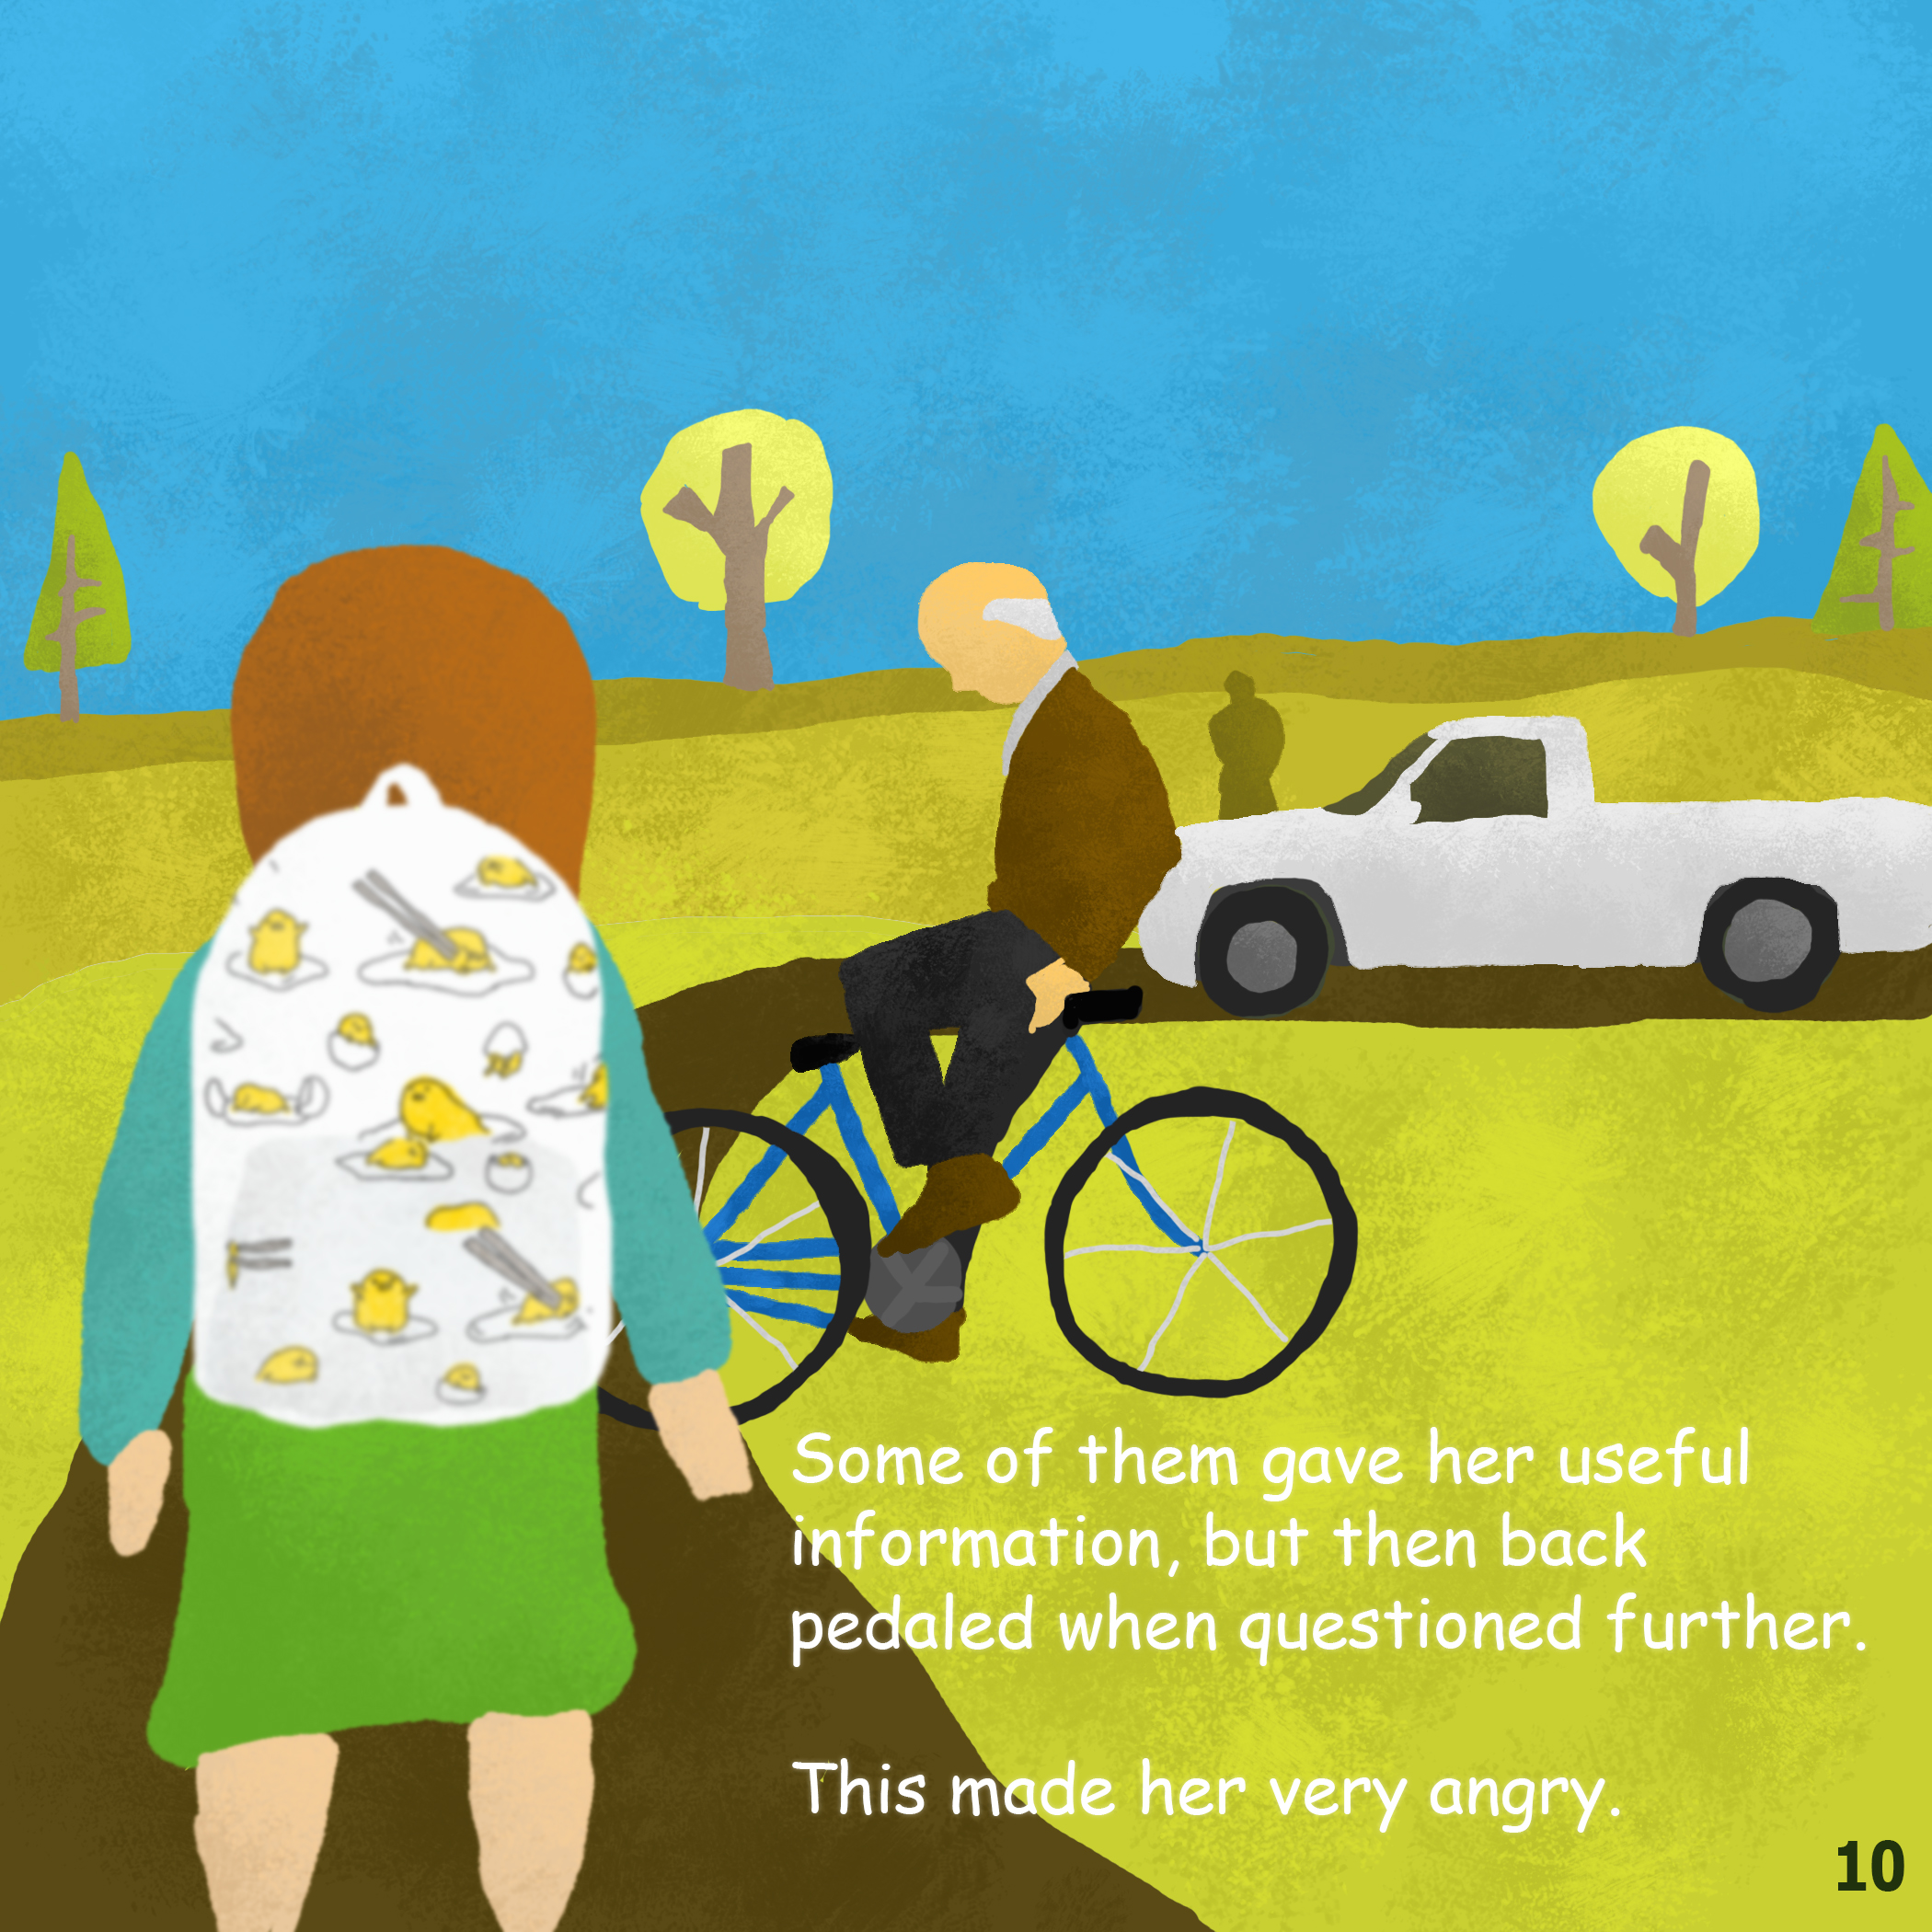 Some of them gave her useful
information, but then back
pedaled when questioned further.
This made her very angry.
10